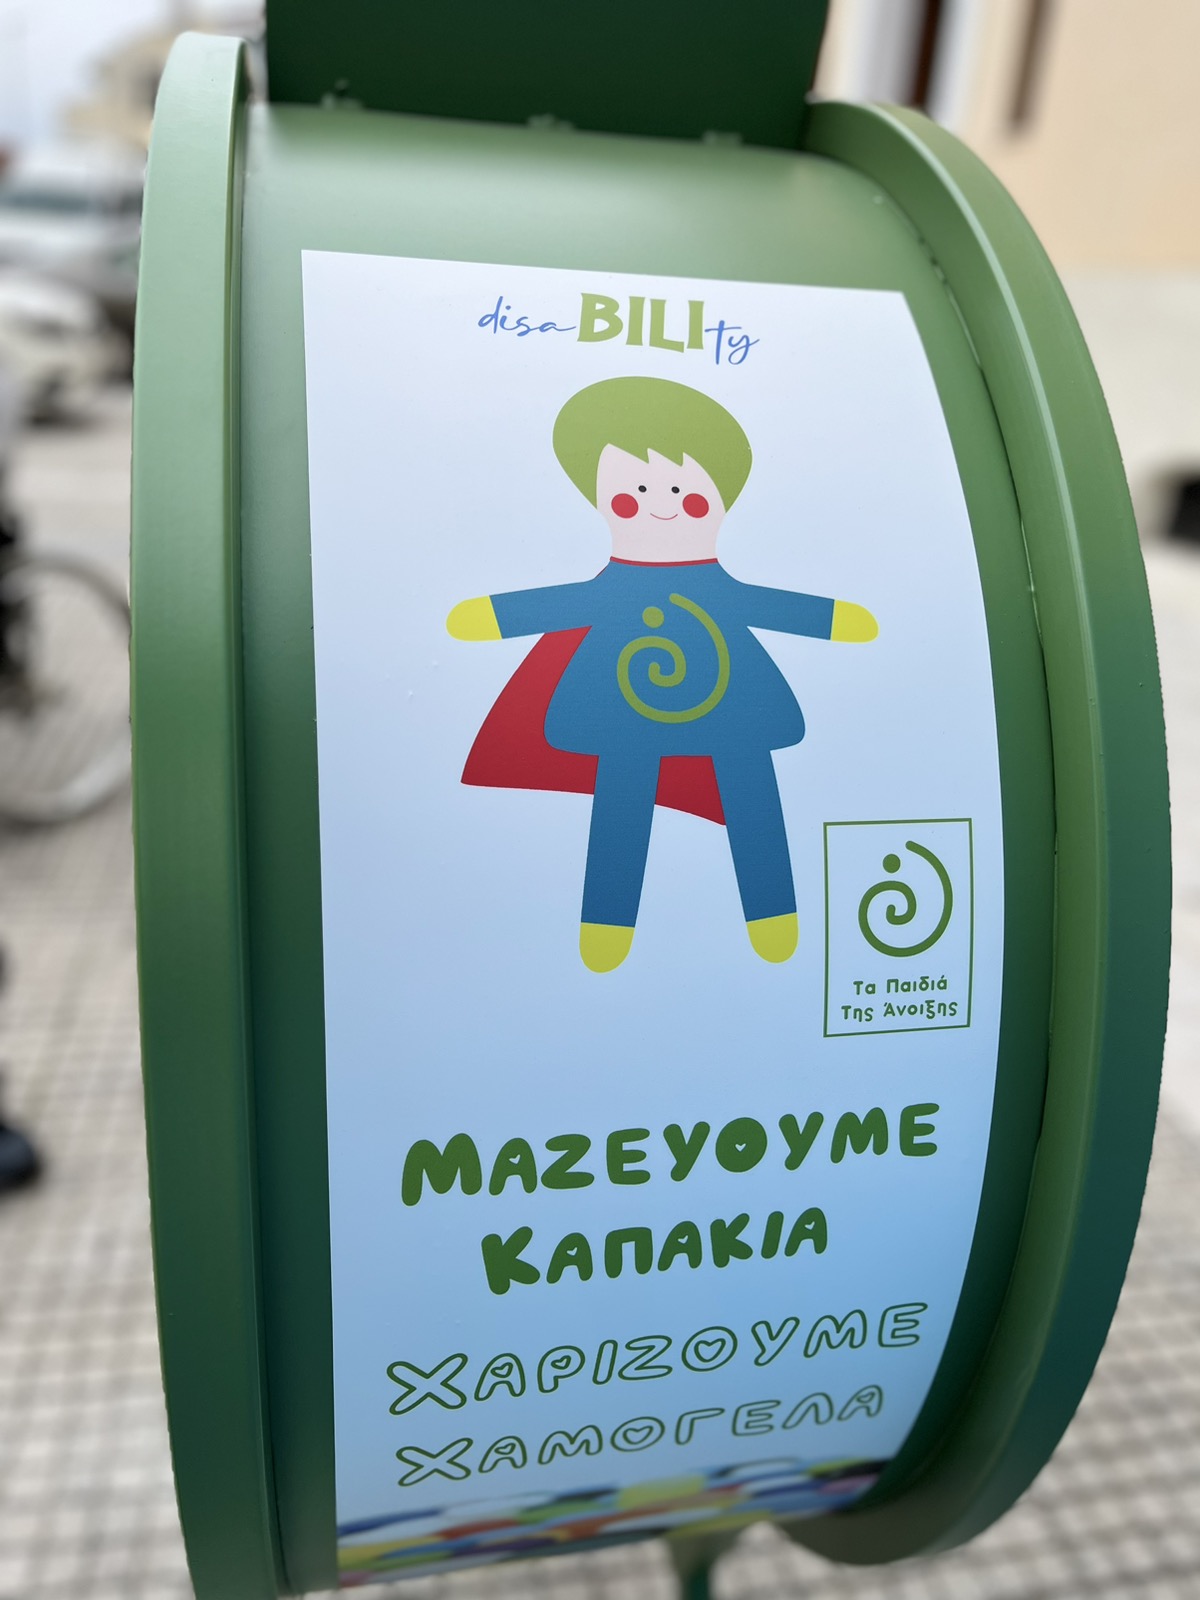 disaBILIty
Τα Παιδιά
Της Άνοιξης
ΜΑΖΕΥΟΥΜΕ
ΚΑΠΑΚΙΑ
ΧΑΡΙΖΟΥΜΕ
ΧΑΜΟΓΕΛΑ